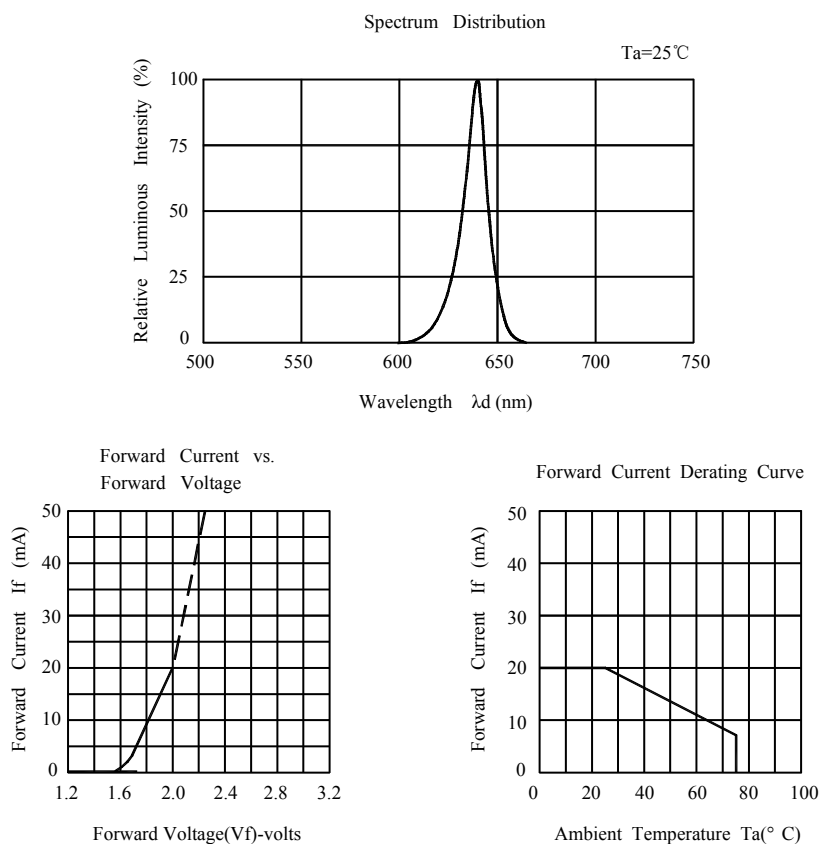 Spectrum Distribution
Ta=25℃
Relative Luminous Intensity (%)
100
75
50
25
0
500 550 600 650 700 750
Wavelength λd (nm)
Forward Current vs.
Forward Voltage
Forward Current If (mA)
50
40
30
20
10
0
1.2 1.6 2.0 2.4 2.8 3.2
Forward Voltage(Vf)-volts
Forward Current Derating Curve
Forward Current If (mA)
50
40
30
20
10
0
0 20 40 60 80 100
Ambient Temperature Ta(° C)